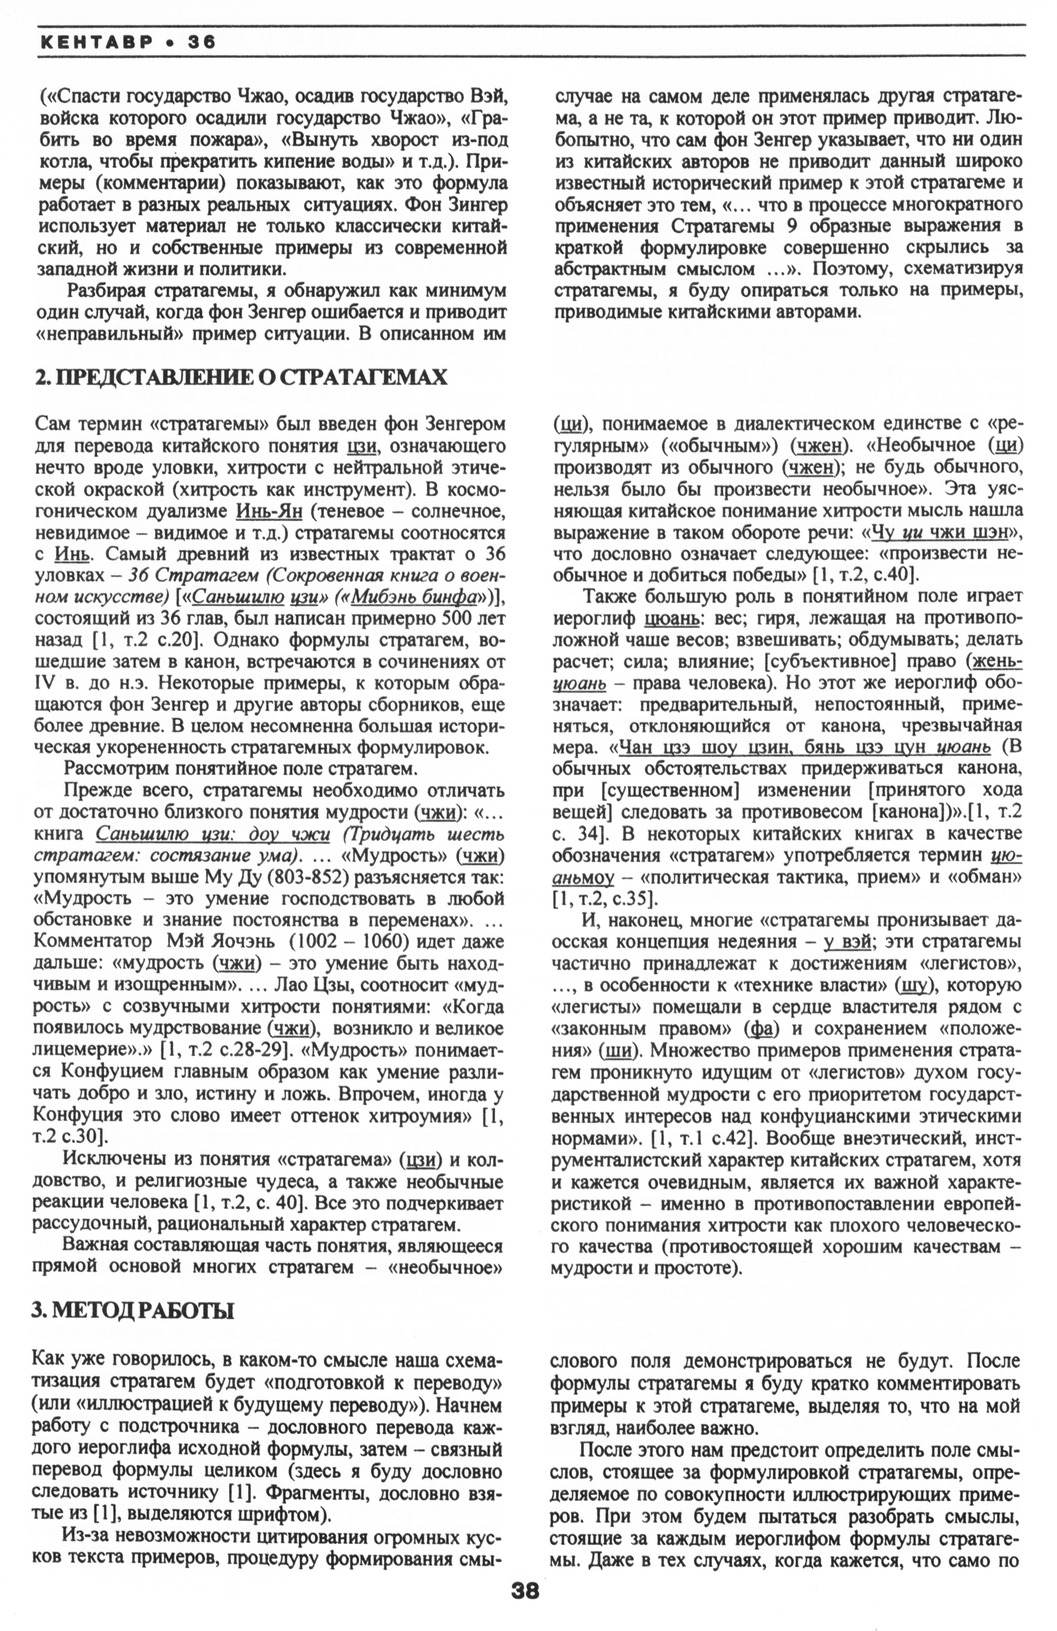 КЕНТАВР • 36
(«Спасти государство Чжао, осадив государство Вэй,
войска которого осадили государство Чжао», «Гра-
бить во время пожара», «Вынуть хворост из-под
котла, чтобы прекратить кипение воды» и т.д.). При-
меры (комментарии) показывают, как это формула
работает в разных реальных ситуациях. Фон Зингер
использует материал не только классически китай-
ский, но и собственные примеры из современной
западной жизни и политики.
Разбирая стратагемы, я обнаружил как минимум
один случай, когда фон Зенгер ошибается и приводит
«неправильный» пример ситуации. В описанном им
случае на самом деле применялась другая стратаге-
ма, а не та, к которой он этот пример приводит. Лю-
бопытно, что сам фон Зенгер указывает, что ни один
из китайских авторов не приводит данный широко
известный исторический пример к этой стратагеме и
объясняет это тем, «... что в процессе многократного
применения Стратагемы 9 образные выражения в
краткой формулировке совершенно скрылись за
абстрактным смыслом ...». Поэтому, схематизируя
стратагемы, я буду опираться только на примеры,
приводимые китайскими авторами.
2. ПРЕДСТАВЛЕНИЕ О СТРАТАГЕМАХ
Сам термин «стратагемы» был введен фон Зенгером
для перевода китайского понятия цзи, означающего
нечто вроде уловки, хитрости с нейтральной этиче-
ской окраской (хитрость как инструмент). В космо-
гоническом дуализме Инь-Ян (теневое – солнечное,
невидимое – видимое и т.д.) стратагемы соотносятся
с Инь. Самый древний из известных трактат о 36
уловках – 36 Стратагем (Сокровенная книга о воен-
ном искусстве) [«Саньшилю цзи» («Мибэнь бинфа»)],
состоящий из 36 глав, был написан примерно 500 лет
назад [1, т.2 с.20]. Однако формулы стратагем, во-
шедшие затем в канон, встречаются в сочинениях от
IV в. до н.э. Некоторые примеры, к которым обра-
щаются фон Зенгер и другие авторы сборников, еще
более древние. В целом несомненна большая истори-
ческая укорененность стратагемных формулировок.
Рассмотрим понятийное поле стратагем.
Прежде всего, стратагемы необходимо отличать
от достаточно близкого понятия мудрости (чжи): «...
книга Саньшилю цзи: доу чжи (Тридцать шесть
стратагем: состязание ума). ... «Мудрость» (чжи)
упомянутым выше Му Ду (803-852) разъясняется так:
«Мудрость – это умение господствовать в любой
обстановке и знание постоянства в переменах». ...
Комментатор Мэй Яочэнь (1002 – 1060) идет даже
дальше: «мудрость (чжи) – это умение быть наход-
чивым и изощренным». ... Лао Цзы, соотносит «муд-
рость» с созвучными хитрости понятиями: «Когда
появилось мудрствование (чжи), возникло и великое
лицемерие».» [1, т.2 с.28-29]. «Мудрость» понимает-
ся Конфуцием главным образом как умение разли-
чать добро и зло, истину и ложь. Впрочем, иногда у
Конфуция это слово имеет оттенок хитроумия» [1,
т.2 с.30].
Исключены из понятия «стратагема» (цзи) и кол-
довство, и религиозные чудеса, а также необычные
реакции человека [1, т.2, с. 40]. Все это подчеркивает
рассудочный, рациональный характер стратагем.
Важная составляющая часть понятия, являющееся
прямой основой многих стратагем – «необычное»
(ци), понимаемое в диалектическом единстве с «ре-
гулярным» («обычным») (чжен). «Необычное (ци)
производят из обычного (чжен); не будь обычного,
нельзя было бы произвести необычное». Эта уяс-
няющая китайское понимание хитрости мысль нашла
выражение в таком обороте речи: «Чу ци чжи шэн»,
что дословно означает следующее: «произвести не-
обычное и добиться победы» [1, т.2, с.40].
Также большую роль в понятийном поле играет
иероглиф цюань: вес; гиря, лежащая на противопо-
ложной чаше весов; взвешивать; обдумывать; делать
расчет; сила; влияние; [субъективное] право (жень-
цюань – права человека). Но этот же иероглиф обо-
значает: предварительный, непостоянный, приме-
няться, отклоняющийся от канона, чрезвычайная
мера. «Чан цзэ шоу цзин, бянь цзэ цун цюань (В
обычных обстоятельствах придерживаться канона,
при [существенном] изменении [принятого хода
вещей] следовать за противовесом [канона])».[1, т.2
с. 34]. В некоторых китайских книгах в качестве
обозначения «стратагем» употребляется термин цю-
аньмоу – «политическая тактика, прием» и «обман»
[1, т.2, с.35].
И, наконец, многие «стратагемы пронизывает да-
осская концепция недеяния – у вэй; эти стратагемы
частично принадлежат к достижениям «легистов»,
..., в особенности к «технике власти» (шу), которую
«легисты» помещали в сердце властителя рядом с
«законным правом» (фа) и сохранением «положе-
ния» (ши). Множество примеров применения страта-
гем проникнуто идущим от «легистов» духом госу-
дарственной мудрости с его приоритетом государст-
венных интересов над конфуцианскими этическими
нормами». [1, т.1 с.42]. Вообще внеэтический, инст-
рументалистский характер китайских стратагем, хотя
и кажется очевидным, является их важной характе-
ристикой – именно в противопоставлении европей-
ского понимания хитрости как плохого человеческо-
го качества (противостоящей хорошим качествам –
мудрости и простоте).
3. МЕТОД РАБОТЫ
Как уже говорилось, в каком-то смысле наша схема-
тизация стратагем будет «подготовкой к переводу»
(или «иллюстрацией к будущему переводу»). Начнем
работу с подстрочника – дословного перевода каж-
дого иероглифа исходной формулы, затем – связный
перевод формулы целиком (здесь я буду дословно
следовать источнику [1]. Фрагменты, дословно взя-
тые из [1], выделяются шрифтом).
Из-за невозможности цитирования огромных кус-
ков текста примеров, процедуру формирования смы-
слового поля демонстрироваться не будут. После
формулы стратагемы я буду кратко комментировать
примеры к этой стратагеме, выделяя то, что на мой
взгляд, наиболее важно.
После этого нам предстоит определить поле смы-
слов, стоящее за формулировкой стратагемы, опре-
деляемое по совокупности иллюстрирующих приме-
ров. При этом будем пытаться разобрать смыслы,
стоящие за каждым иероглифом формулы стратаге-
мы. Даже в тех случаях, когда кажется, что само по
38